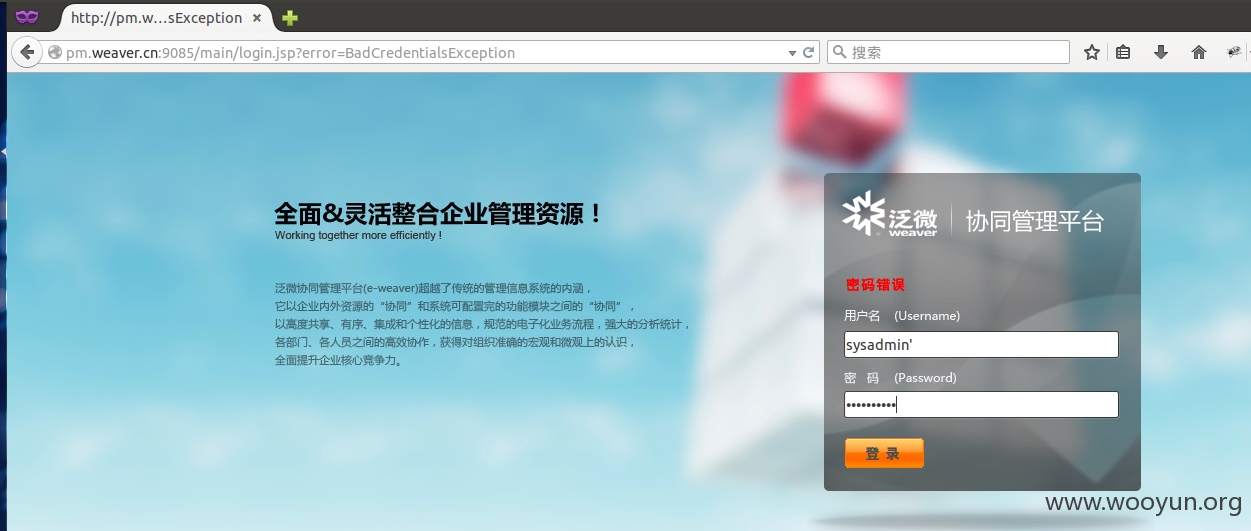 http://pm.w...sException
pm.weaver.cn:9085/main/login.jsp?error=BadCredentialsException
搜索
全面&灵活整合企业管理资源！
Working together more efficiently !
泛微协同管理平台(e-weaver)超越了传统的管理信息系统的内涵，
它以企业内外资源的“协同”和系统可配置完的功能模块之间的“协同”，
以高度共享、有序、集成和个性化的信息，规范的电子化业务流程，强大的分析统计，
各部门、各人员之间的高效协作，获得对组织准确的宏观和微观上的认识，
全面提升企业核心竞争力。
泛微 协同管理平台
weaver
密码错误
用户名 (Username)
sysadmin'
密 码 (Password)
登 录
www.wooyun.org